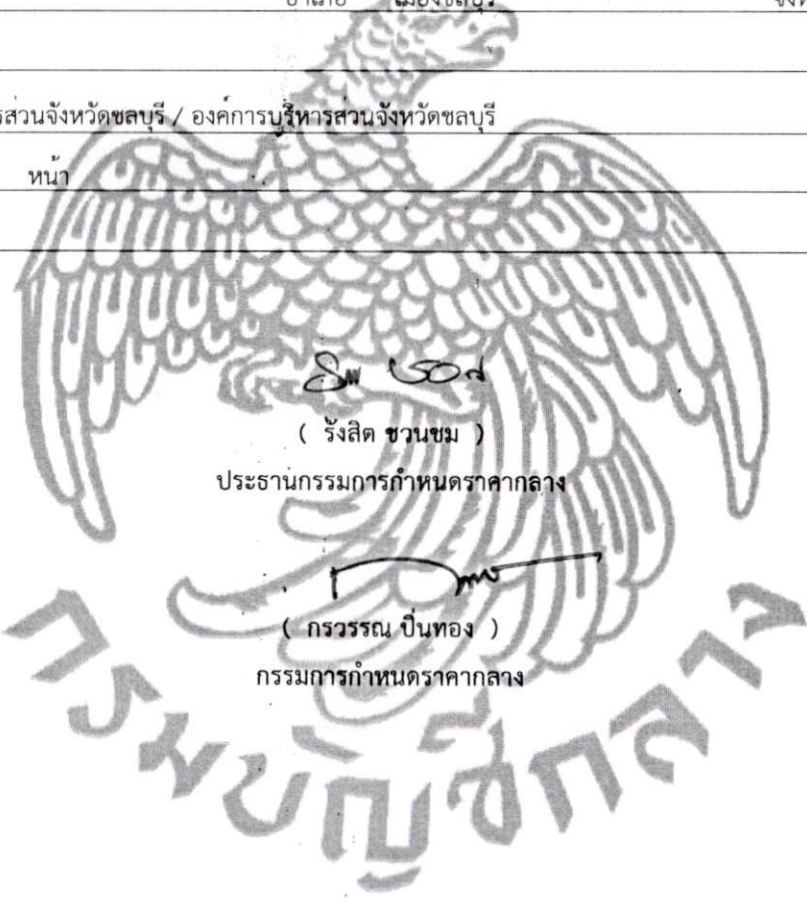 อำเภอ เมืองชลบุรี
ส่วนจังหวัดชลบุรี / องค์การบริหารส่วนจังหวัดชลบุรี
หน้า
( รังสิต ชวนชม )
ประธานกรรมการกำหนดราคากลาง
( กรวรรณ ปิ่นทอง )
กรรมการกำหนดราคากลาง
กรมบัญชีกลาง